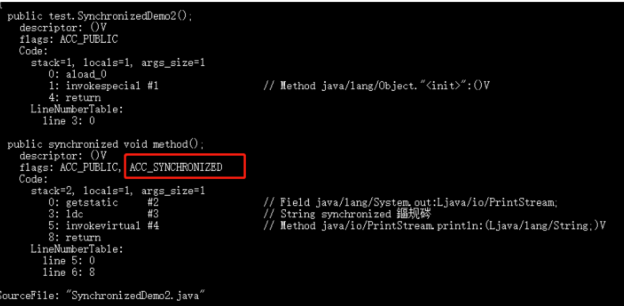 public test.SynchronizedDemo2();
descriptor: ()V
flags: ACC_PUBLIC
Code:
stack=1, locals=1, args_size=1
0: aload_0
1: invokespecial #1 // Method java/lang/Object."<init>":()V
4: return
LineNumberTable:
line 3: 0
public synchronized void method();
descriptor: ()V
flags: ACC_PUBLIC, ACC_SYNCHRONIZED
Code:
stack=2, locals=1, args_size=1
0: getstatic #2 // Field java/lang/System.out:Ljava/io/PrintStream;
3: ldc #3 // String synchronized 鏂规硶
5: invokevirtual #4 // Method java/io/PrintStream.println:(Ljava/lang/String;)V
8: return
LineNumberTable:
line 5: 0
line 6: 8
SourceFile: "SynchronizedDemo2.java"